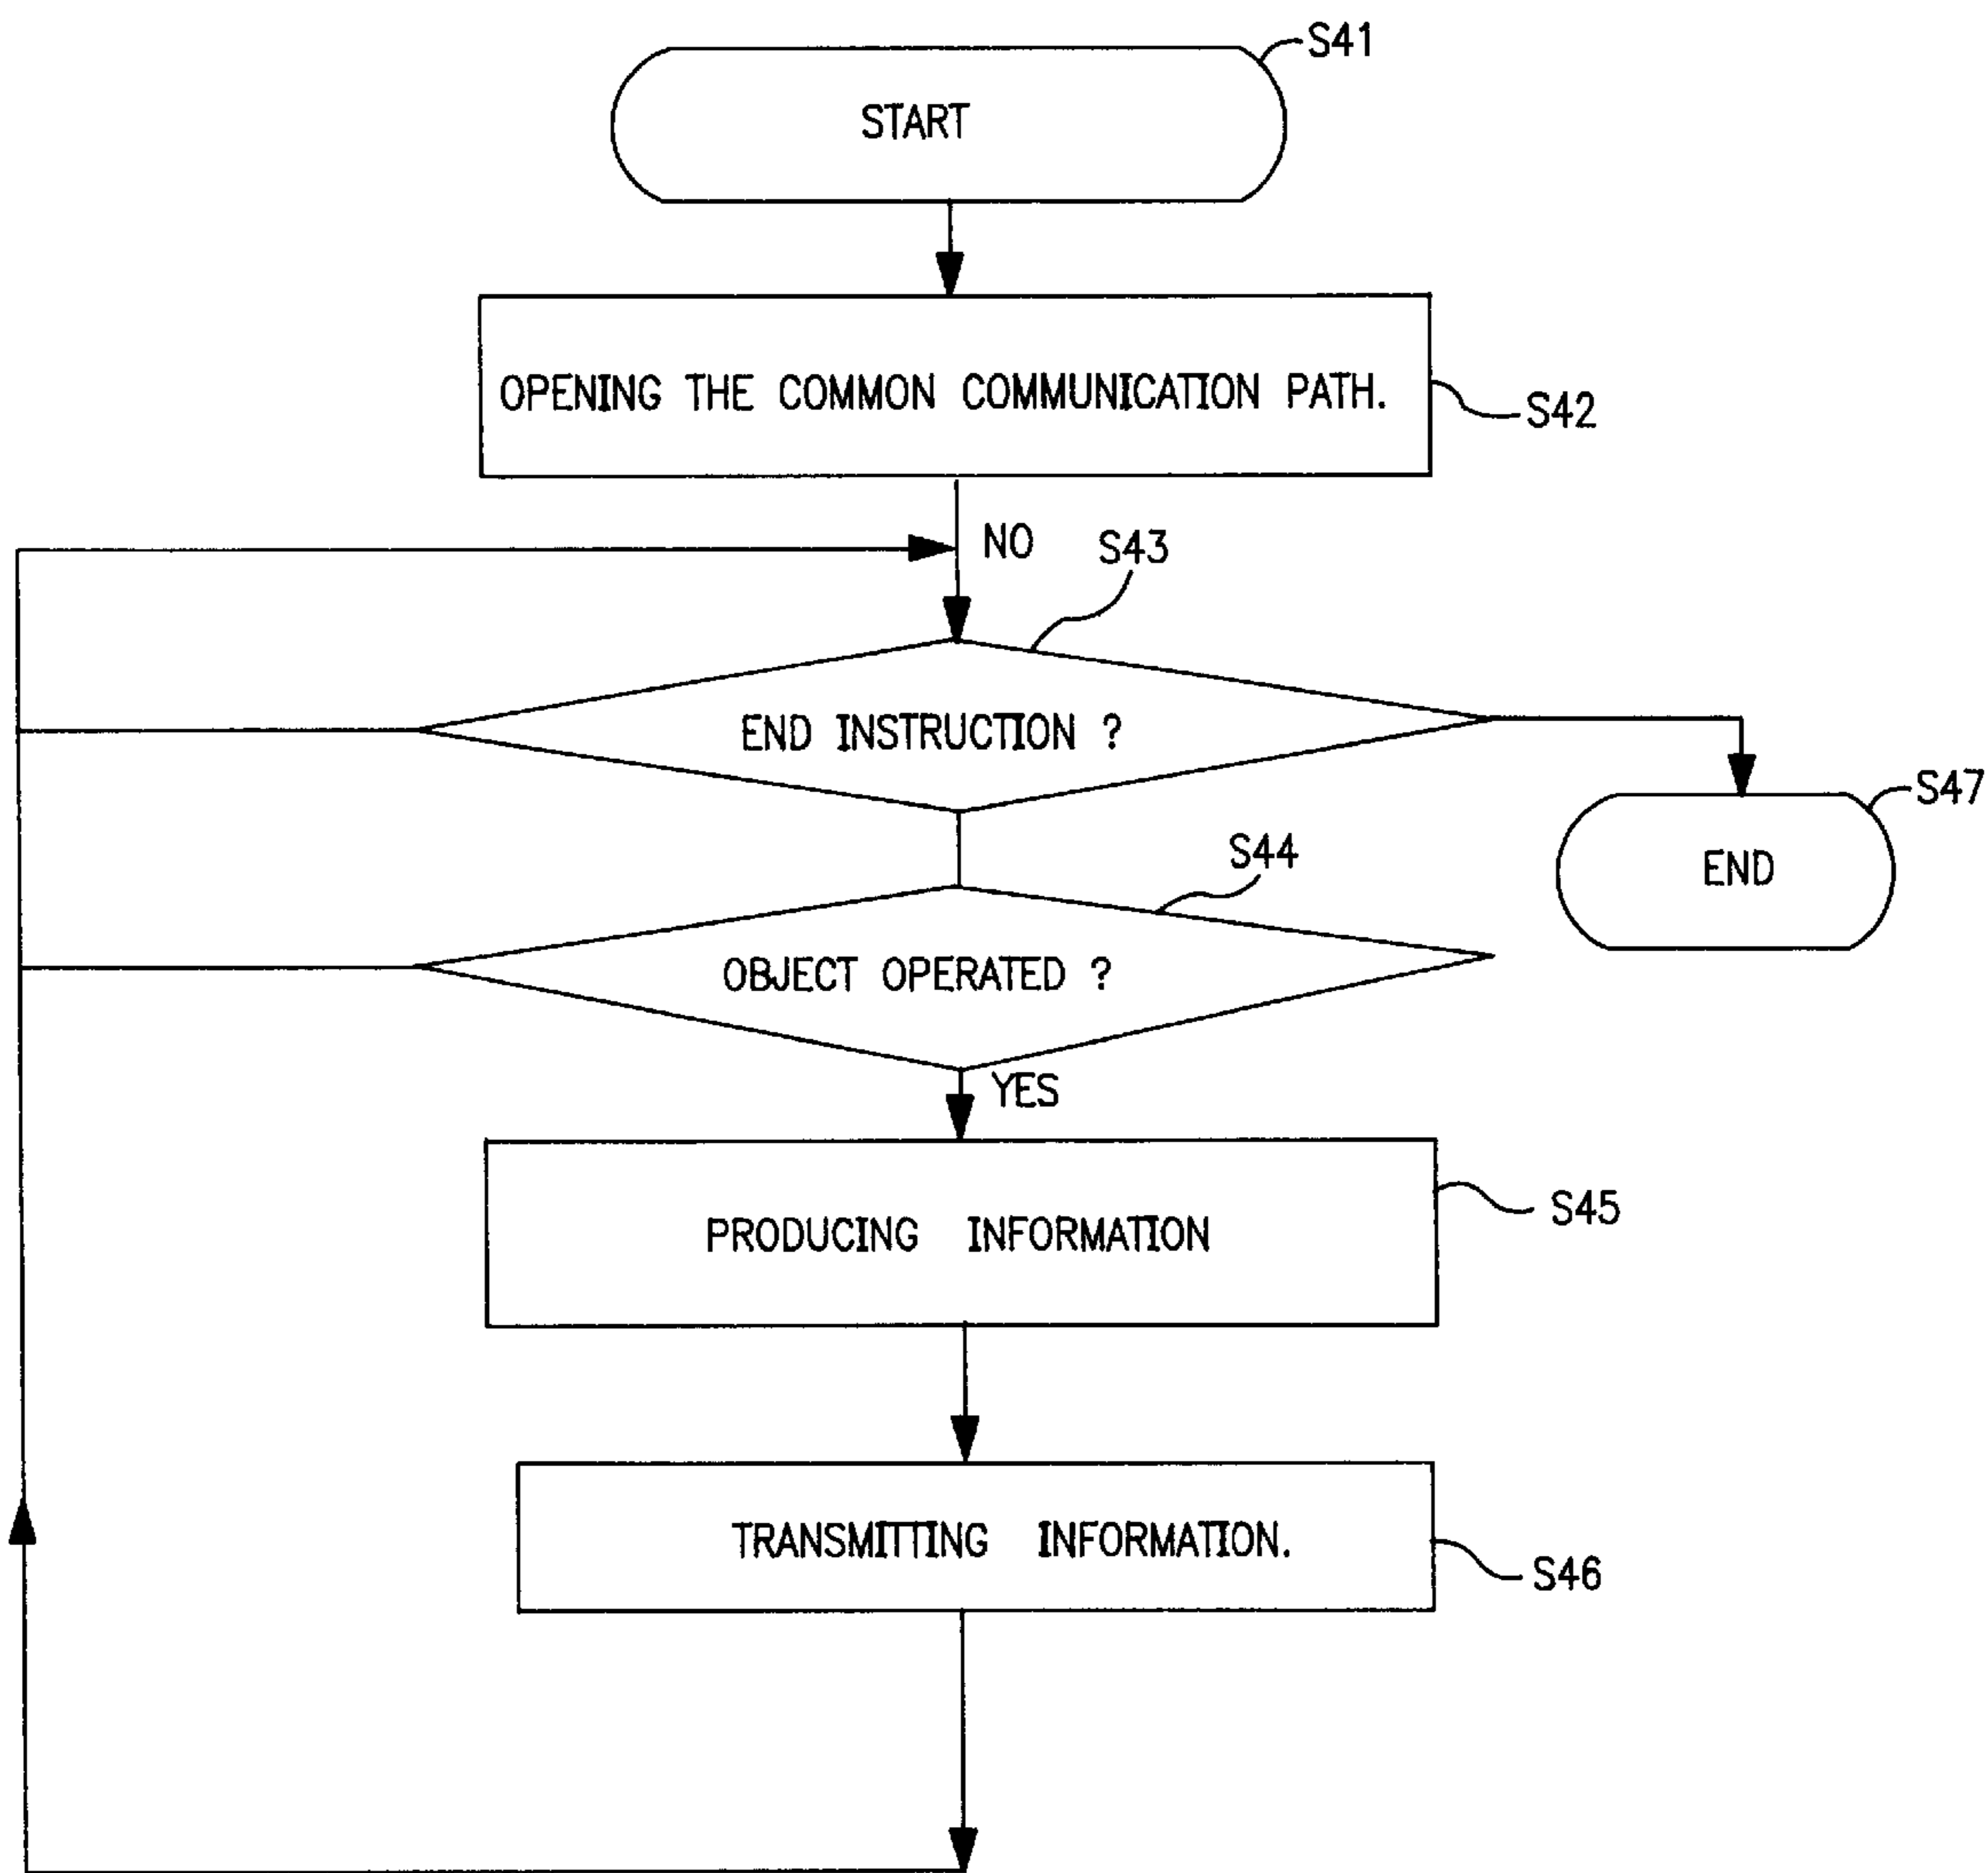 S41
START
OPENING THE COMMON COMMUNICATION PATH.
S42
NO
S43
END INSTRUCTION ?
S47
END
S44
OBJECT OPERATED ?
YES
S45
PRODUCING INFORMATION
TRANSMITTING INFORMATION.
S46